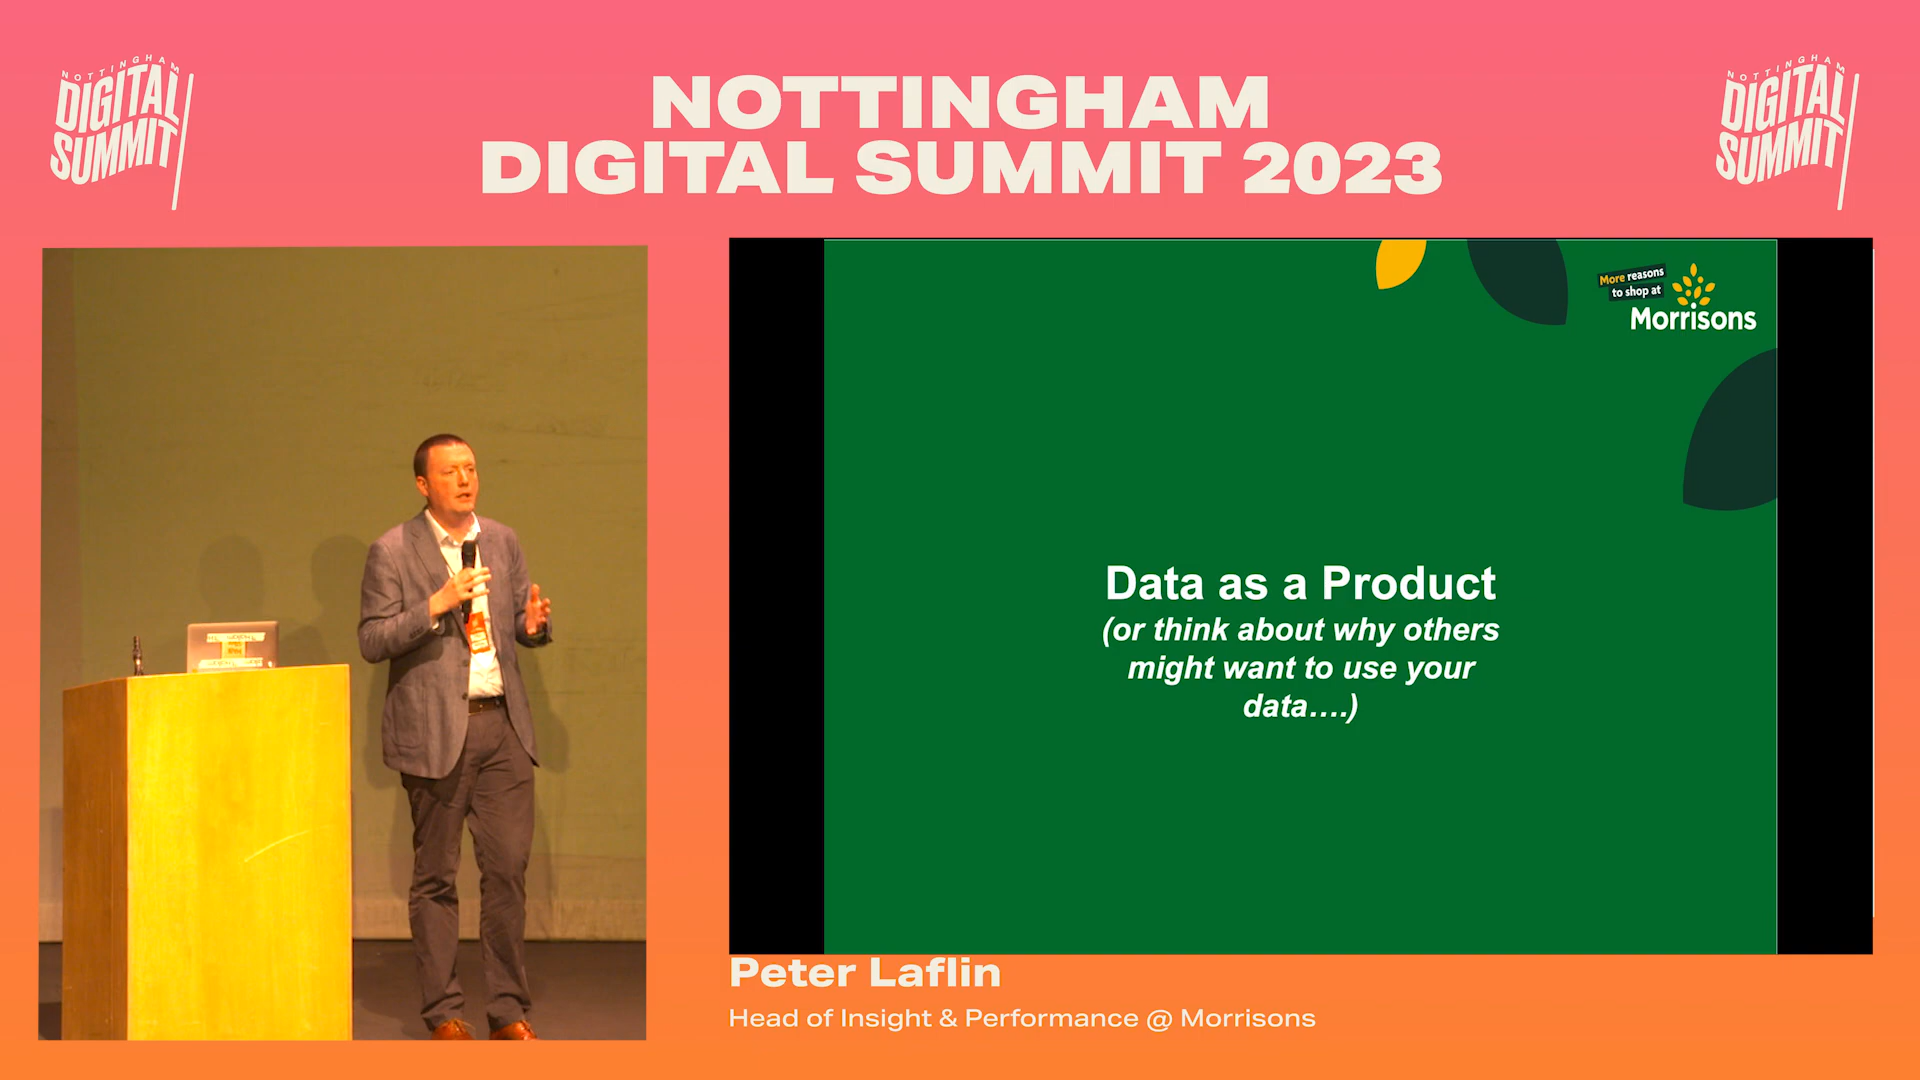 NOTTINGHAM
DIGITAL
SUMMIT
NOTTINGHAM
DIGITAL SUMMIT 2023
NOTTINGHAM
DIGITAL
SUMMIT
More reasons
to shop at
Morrisons
Data as a Product
(or think about why others
might want to use your
data....)
Peter Laflin
Head of Insight & Performance @ Morrisons